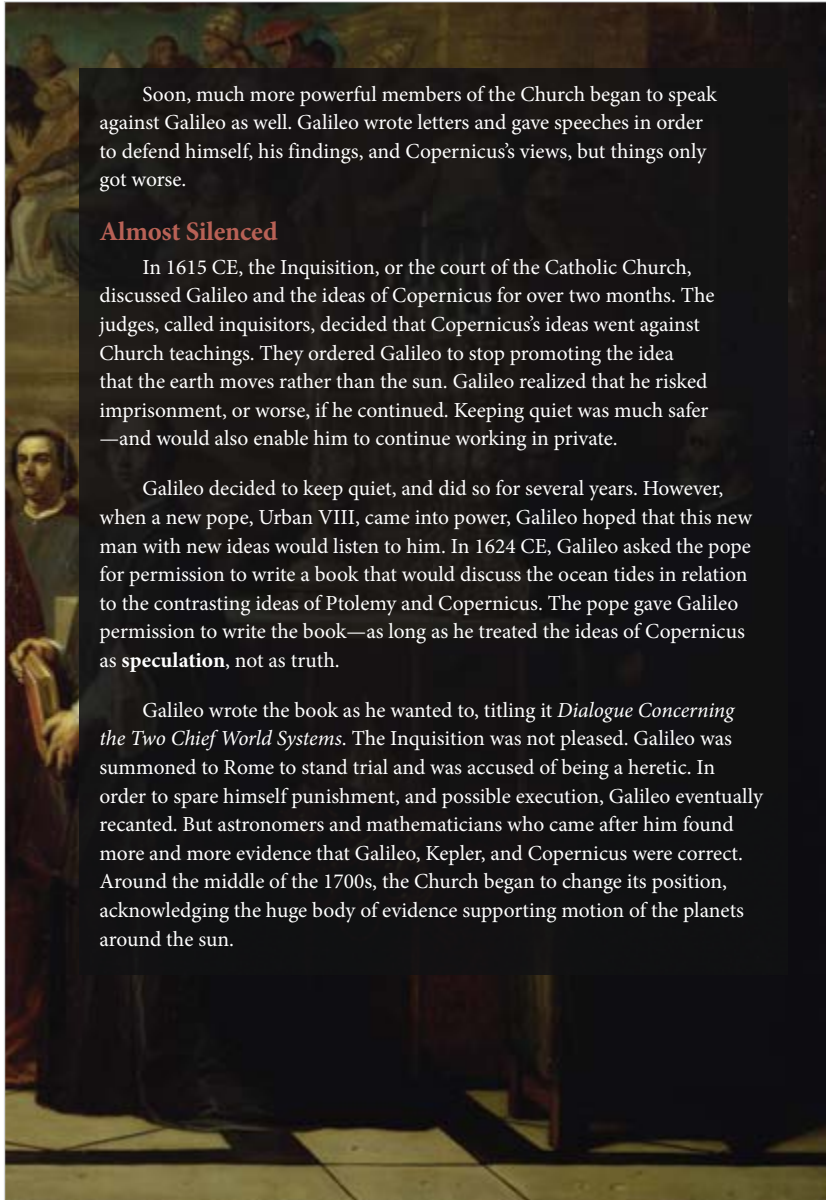 Soon, much more powerful members of the Church began to speak
against Galileo as well. Galileo wrote letters and gave speeches in order
to defend himself, his findings, and Copernicus’s views, but things only
got worse.
Almost Silenced
In 1615 CE, the Inquisition, or the court of the Catholic Church,
discussed Galileo and the ideas of Copernicus for over two months. The
judges, called inquisitors, decided that Copernicus’s ideas went against
Church teachings. They ordered Galileo to stop promoting the idea
that the earth moves rather than the sun. Galileo realized that he risked
imprisonment, or worse, if he continued. Keeping quiet was much safer
—and would also enable him to continue working in private.
Galileo decided to keep quiet, and did so for several years. However,
when a new pope, Urban VIII, came into power, Galileo hoped that this new
man with new ideas would listen to him. In 1624 CE, Galileo asked the pope
for permission to write a book that would discuss the ocean tides in relation
to the contrasting ideas of Ptolemy and Copernicus. The pope gave Galileo
permission to write the book—as long as he treated the ideas of Copernicus
as speculation, not as truth.
Galileo wrote the book as he wanted to, titling it Dialogue Concerning
the Two Chief World Systems. The Inquisition was not pleased. Galileo was
summoned to Rome to stand trial and was accused of being a heretic. In
order to spare himself punishment, and possible execution, Galileo eventually
recanted. But astronomers and mathematicians who came after him found
more and more evidence that Galileo, Kepler, and Copernicus were correct.
Around the middle of the 1700s, the Church began to change its position,
acknowledging the huge body of evidence supporting motion of the planets
around the sun.